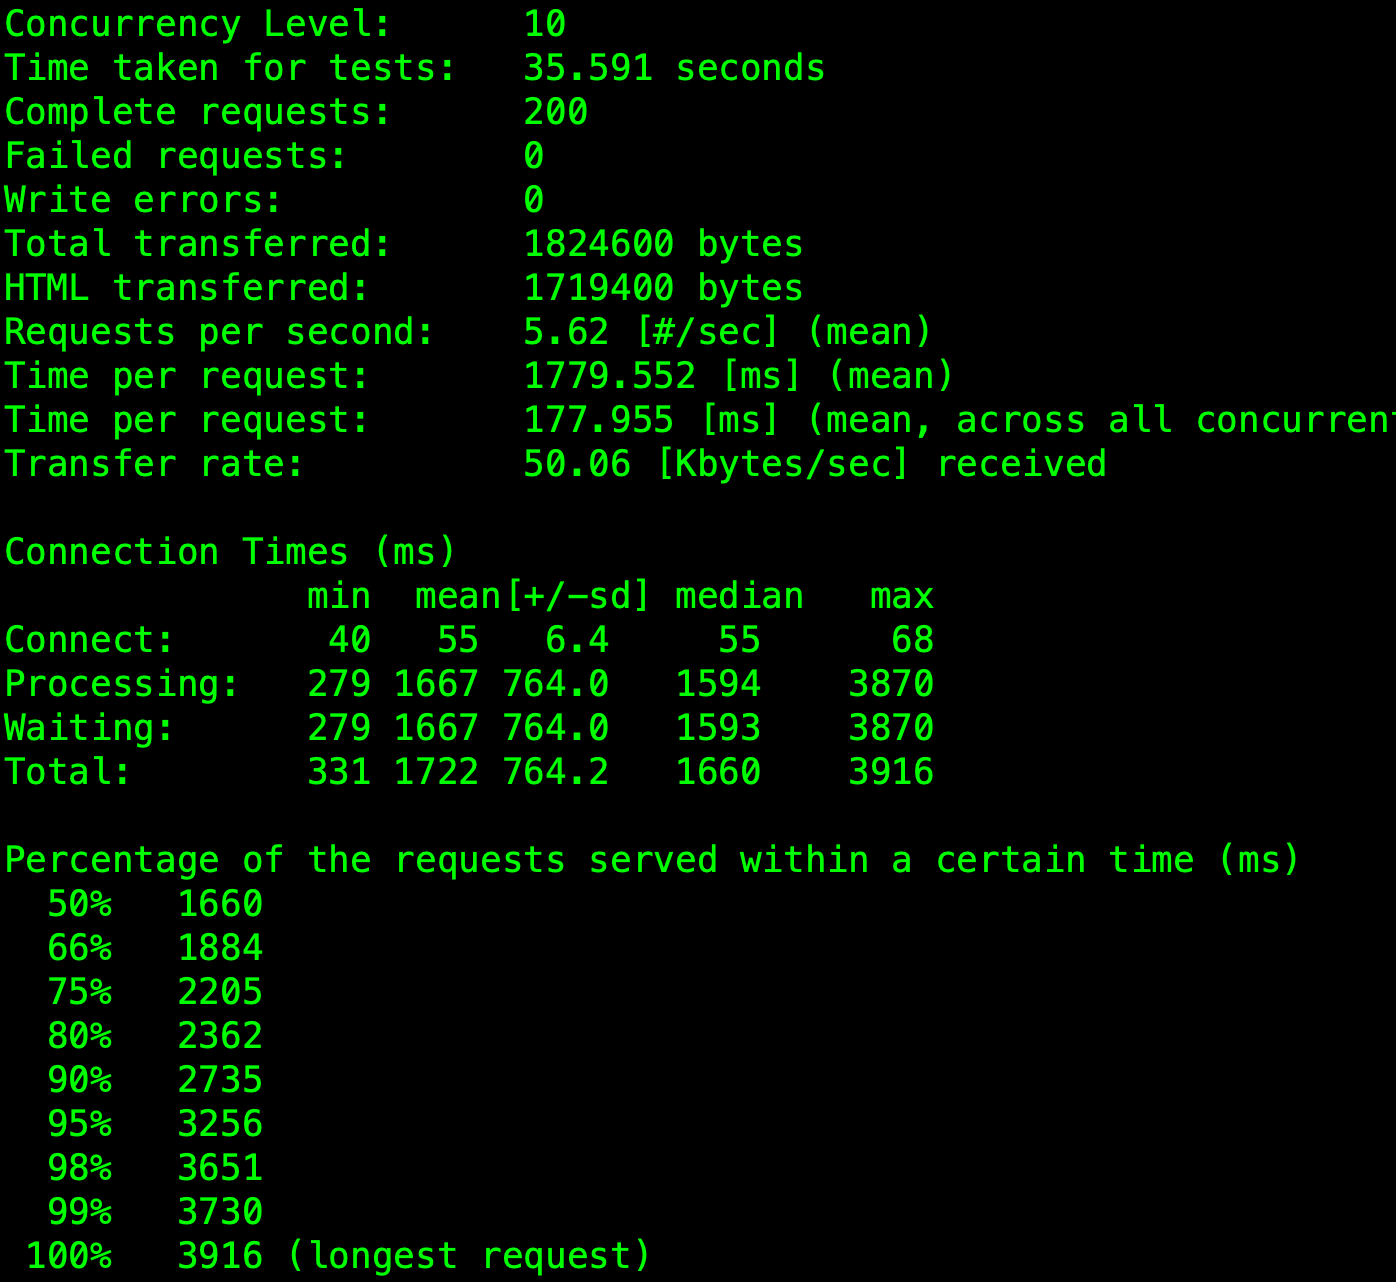 Concurrency Level:      10
Time taken for tests:   35.591 seconds
Complete requests:      200
Failed requests:        0
Write errors:           0
Total transferred:      1824600 bytes
HTML transferred:       1719400 bytes
Requests per second:    5.62 [#/sec] (mean)
Time per request:       1779.552 [ms] (mean)
Time per request:       177.955 [ms] (mean, across all concurrent
Transfer rate:          50.06 [Kbytes/sec] received

Connection Times (ms)
              min  mean[+/-sd] median   max
Connect:       40   55   6.4     55      68
Processing:   279 1667 764.0   1594    3870
Waiting:      279 1667 764.0   1593    3870
Total:        331 1722 764.2   1660    3916

Percentage of the requests served within a certain time (ms)
  50%   1660
  66%   1884
  75%   2205
  80%   2362
  90%   2735
  95%   3256
  98%   3651
  99%   3730
 100%   3916 (longest request)